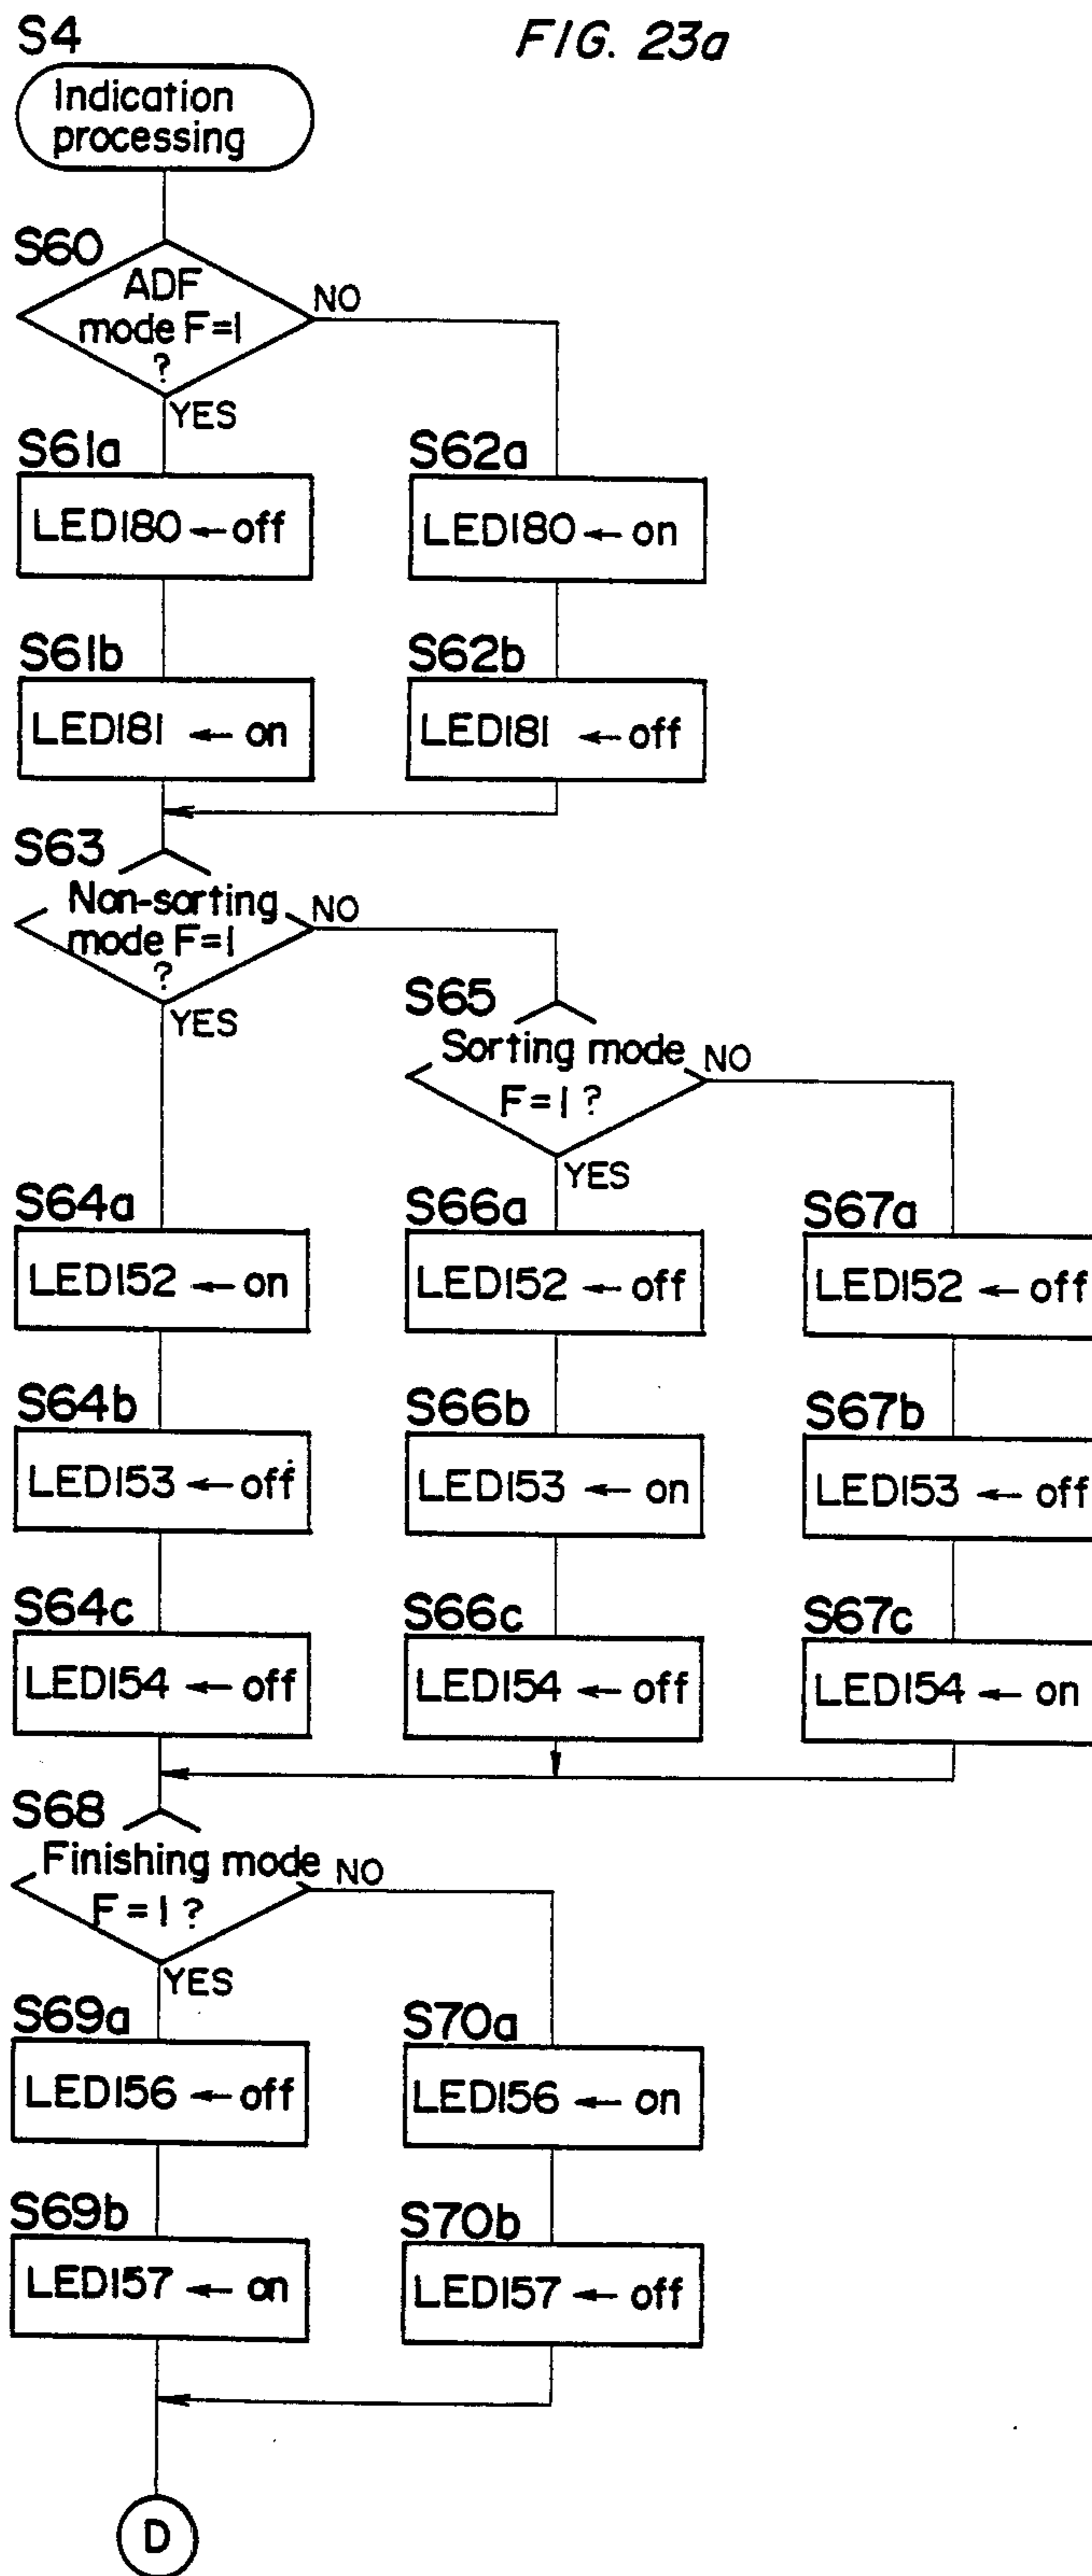 FIG. 23a
S4
Indication
processing
S60
ADF
mode F=1
?
NO
YES
S61a
LED180 ← off
S62a
LED180 ← on
S61b
LED181 ← on
S62b
LED181 ← off
S63
Non-sorting
mode F=1
?
NO
YES
S65
Sorting mode
F=1 ?
NO
YES
S64a
LED152 ← on
S66a
LED152 ← off
S67a
LED152 ← off
S64b
LED153 ← off
S66b
LED153 ← on
S67b
LED153 ← off
S64c
LED154 ← off
S66c
LED154 ← off
S67c
LED154 ← on
S68
Finishing mode
F=1 ?
NO
YES
S69a
LED156 ← off
S70a
LED156 ← on
S69b
LED157 ← on
S70b
LED157 ← off
D